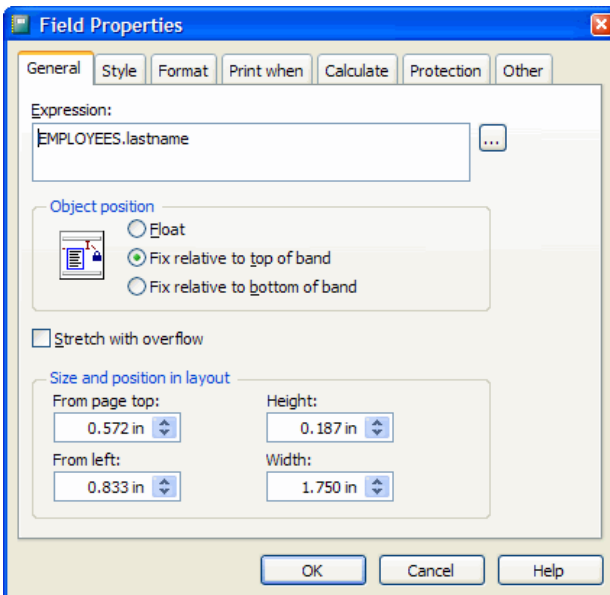 Field Properties
General Style Format Print when Calculate Protection Other
Expression:
EMPLOYEES.lastname
...
Object position
Float
Fix relative to top of band
Fix relative to bottom of band
Stretch with overflow
Size and position in layout
From page top: Height:
0.572 in 0.187 in
From left: Width:
0.833 in 1.750 in
OK Cancel Help